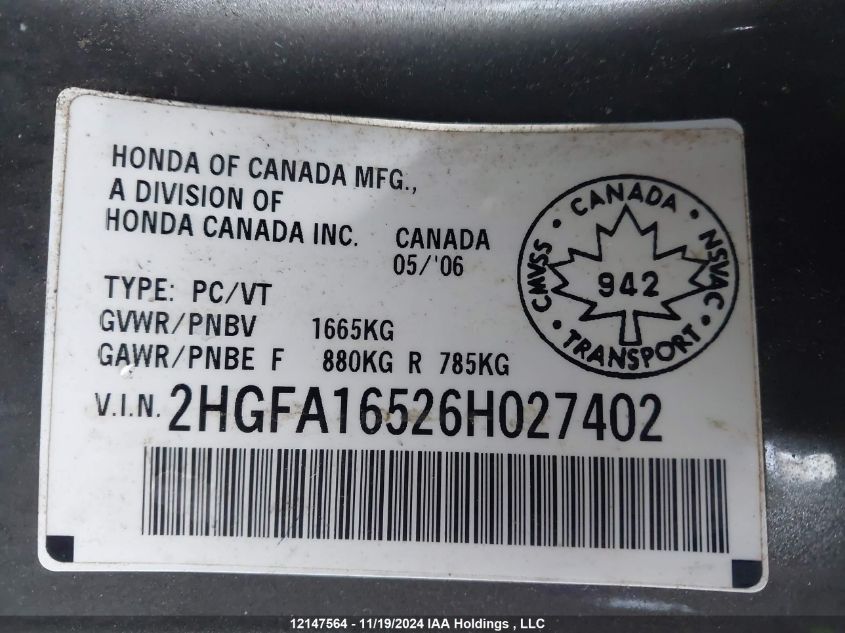 HONDA OF CANADA MFG.,
A DIVISION OF
HONDA CANADA INC. CANADA
05/'06
TYPE: PC/VT
GVWR/PNBV 1665KG
GAWR/PNBE F 880KG R 785KG
V.I.N. 2HGFA16526H027402
· CANADA ·
CMVSS NSVAC
942
· TRANSPORT ·
12147564 - 11/19/2024 IAA Holdings , LLC